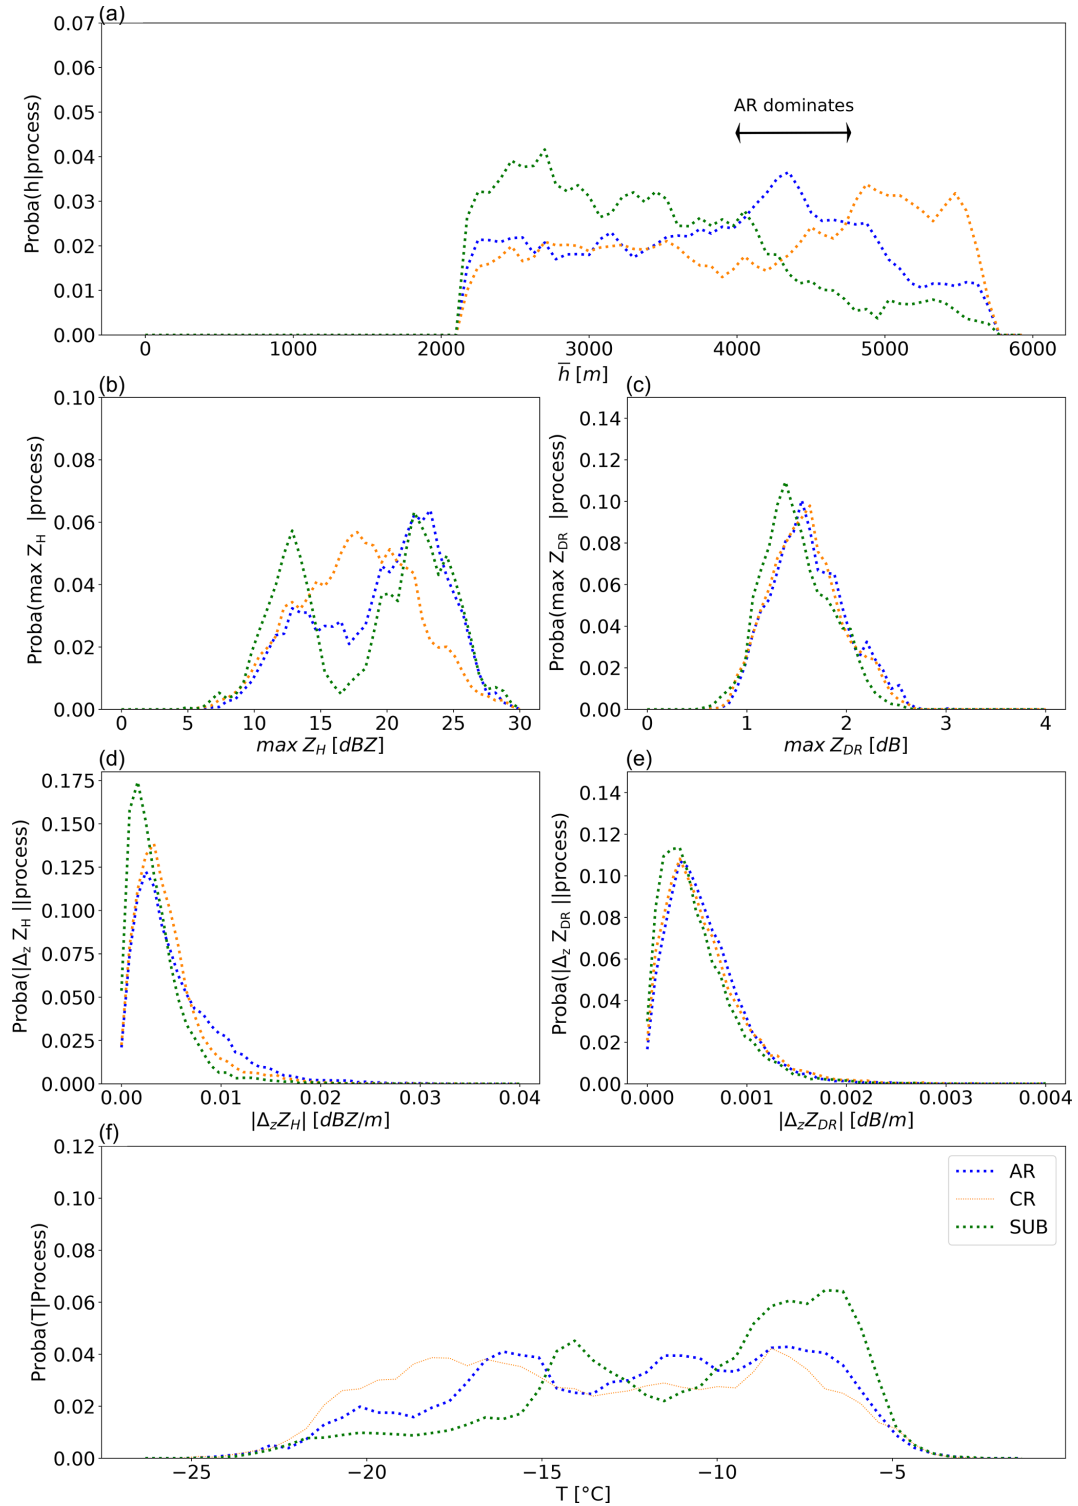 (a)
0.07
0.06
0.05
0.04
0.03
0.02
0.01
0.00
Proba(h|process)
AR dominates
0 1000 2000 3000 4000 5000 6000
h̅ [m]
(b)
0.10
0.08
0.06
0.04
0.02
0.00
Proba(max Z_H |process)
0 5 10 15 20 25 30
max Z_H [dBZ]
(c)
0.14
0.12
0.10
0.08
0.06
0.04
0.02
0.00
Proba(max Z_DR |process)
0 1 2 3 4
max Z_DR [dB]
(d)
0.175
0.150
0.125
0.100
0.075
0.050
0.025
0.000
Proba(|Δ_z Z_H ||process)
0.00 0.01 0.02 0.03 0.04
|Δ_zZ_H| [dBZ/m]
(e)
0.14
0.12
0.10
0.08
0.06
0.04
0.02
0.00
Proba(|Δ_z Z_DR ||process)
0.000 0.001 0.002 0.003 0.004
|Δ_zZ_DR| [dB/m]
(f)
0.12
0.10
0.08
0.06
0.04
0.02
0.00
Proba(T|Process)
AR
CR
SUB
−25 −20 −15 −10 −5
T [°C]